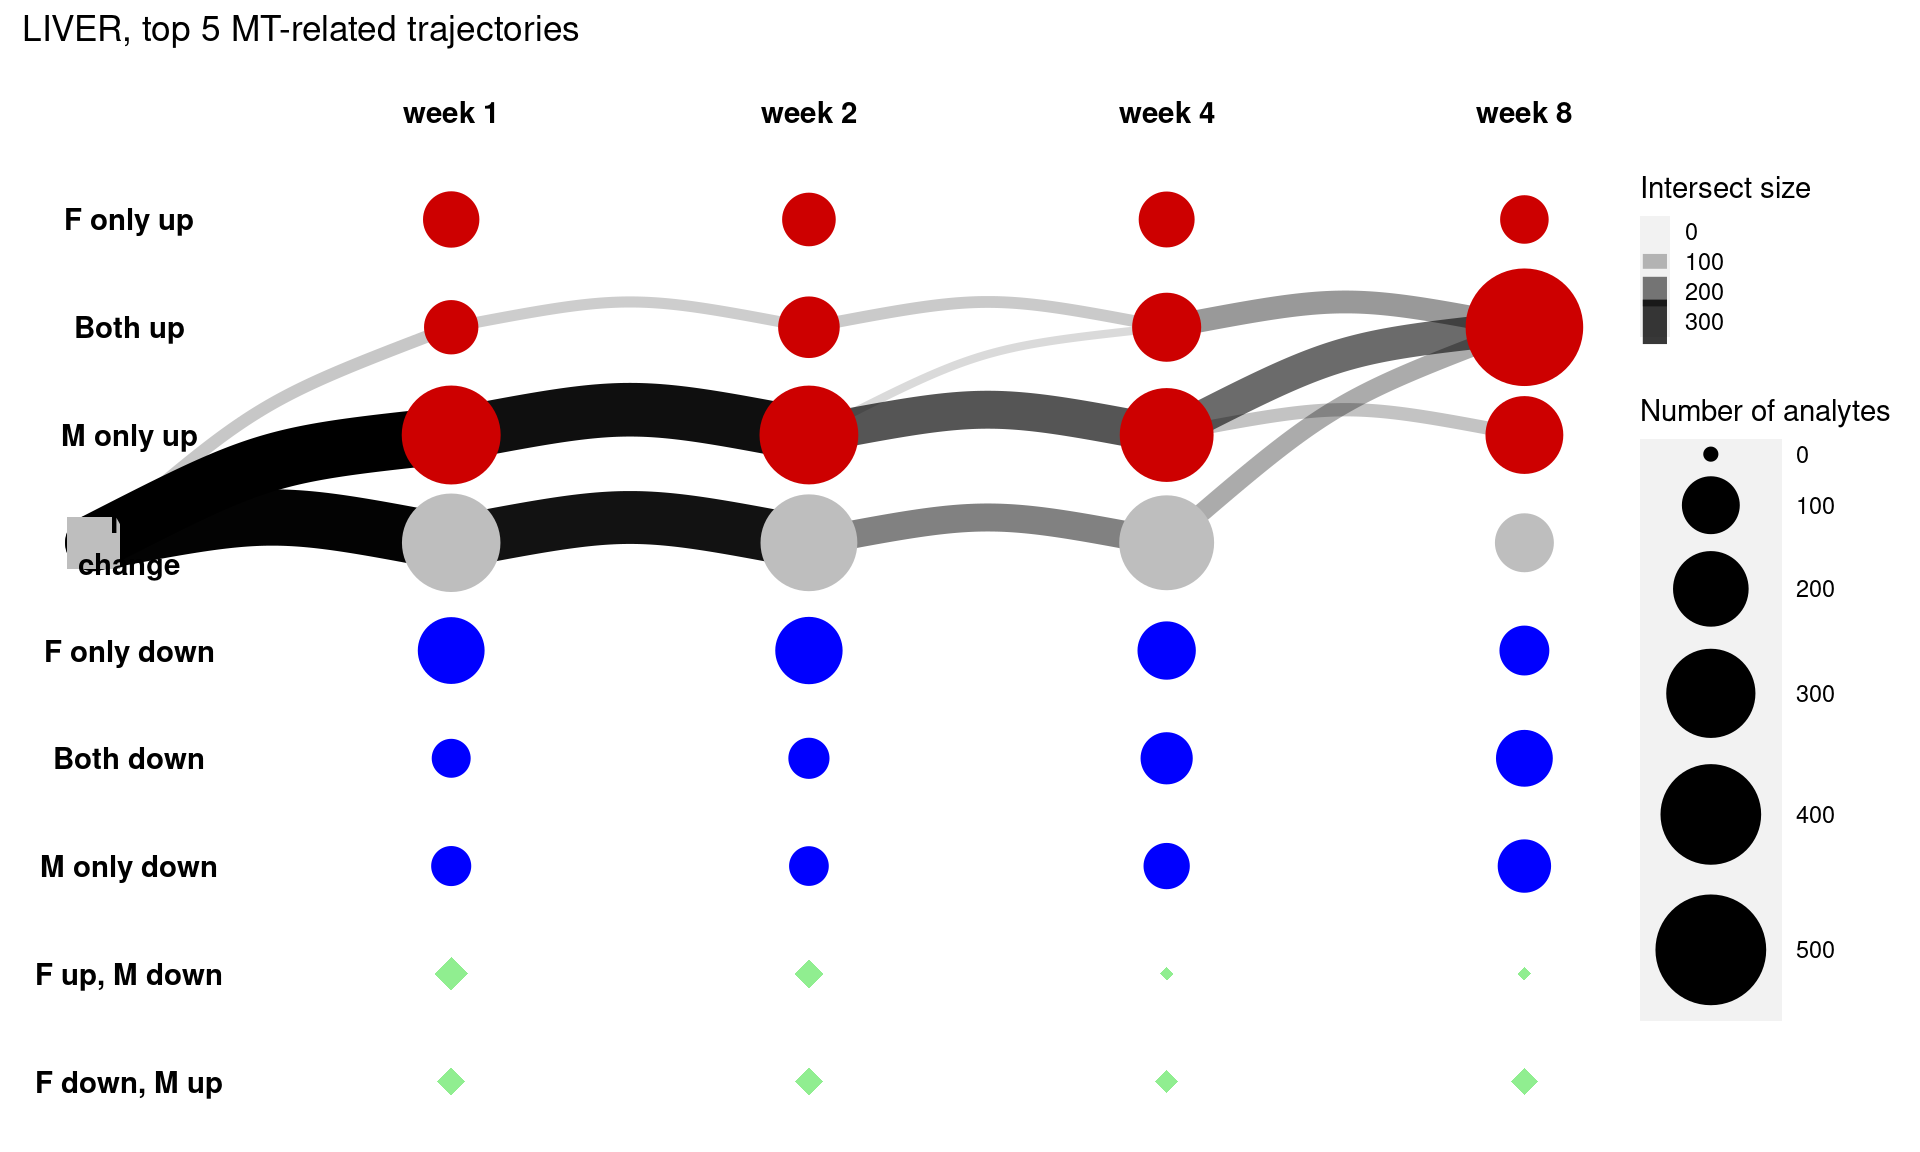 LIVER, top 5 MT-related trajectories
week 1
week 2
week 4
week 8
F only up
Both up
M only up
change
F only down
Both down
M only down
F up, M down
F down, M up
Intersect size
0
100
200
300
Number of analytes
0
100
200
300
400
500